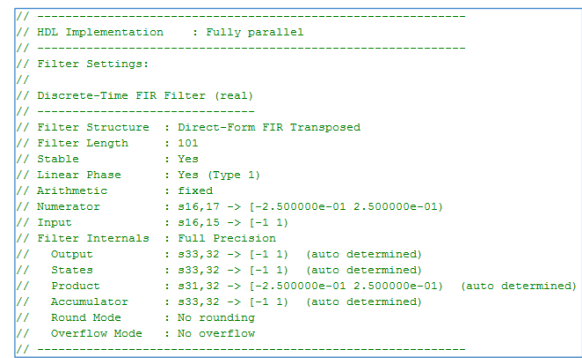 // -------------------------------------------------------------
// HDL Implementation    : Fully parallel
// -------------------------------------------------------------
// Filter Settings:
//
// Discrete-Time FIR Filter (real)
// -------------------------------
// Filter Structure  : Direct-Form FIR Transposed
// Filter Length     : 101
// Stable            : Yes
// Linear Phase      : Yes (Type 1)
// Arithmetic        : fixed
// Numerator         : s16,17 -> [-2.500000e-01 2.500000e-01)
// Input             : s16,15 -> [-1 1)
// Filter Internals  : Full Precision
//   Output          : s33,32 -> [-1 1)  (auto determined)
//   States          : s33,32 -> [-1 1)  (auto determined)
//   Product         : s31,32 -> [-2.500000e-01 2.500000e-01)  (auto determined)
//   Accumulator     : s33,32 -> [-1 1)  (auto determined)
//   Round Mode      : No rounding
//   Overflow Mode   : No overflow
// -------------------------------------------------------------